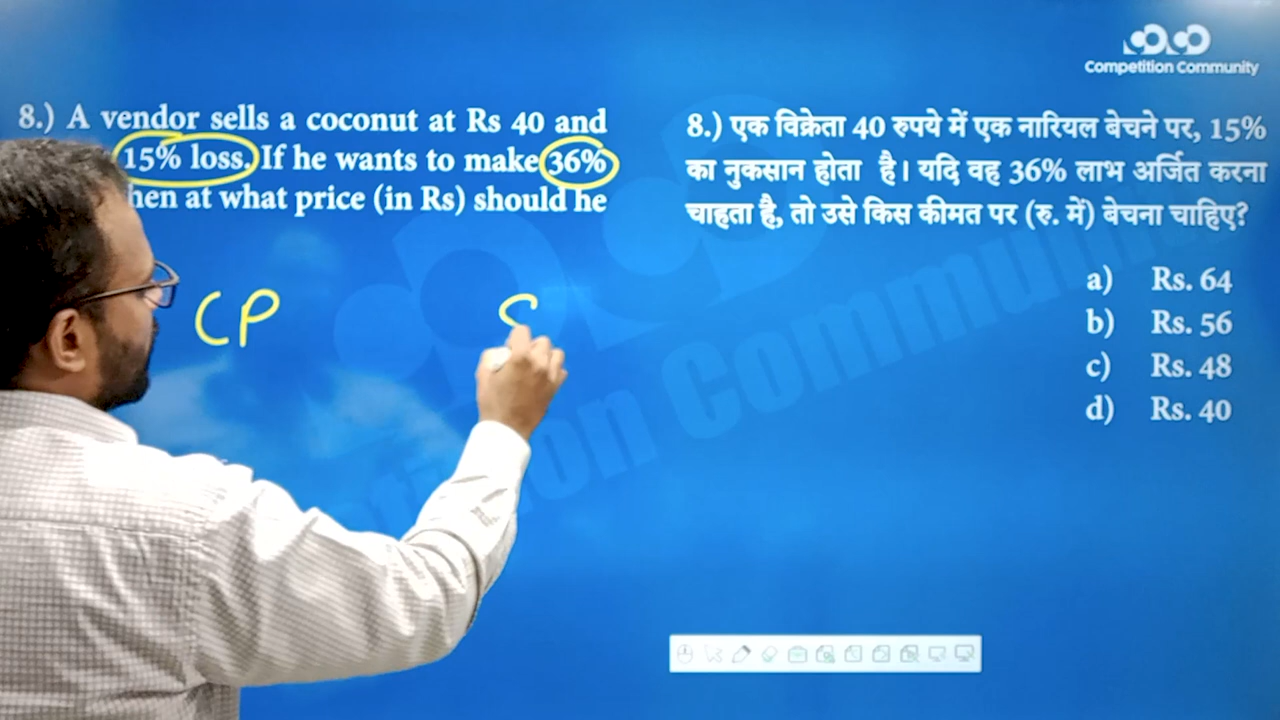 Competition Community
8.) A vendor sells a coconut at Rs 40 and
15% loss. If he wants to make 36%
hen at what price (in Rs) should he
8.) एक विक्रेता 40 रुपये में एक नारियल बेचने पर, 15%
का नुकसान होता है। यदि वह 36% लाभ अर्जित करना
चाहता है, तो उसे किस कीमत पर (रु. में) बेचना चाहिए?
a) Rs. 64
b) Rs. 56
c) Rs. 48
d) Rs. 40
CP
S